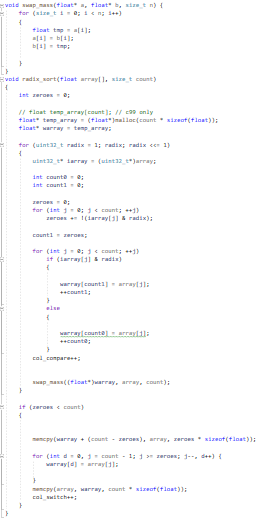 void swap_mass(float* a, float* b, size_t n) {
for (size_t i = 0; i < n; i++)
{
float tmp = a[i];
a[i] = b[i];
b[i] = tmp;
}
}
void radix_sort(float array[], size_t count)
{
int zeroes = 0;
// float temp_array[count]; // c99 only
float* temp_array = (float*)malloc(count * sizeof(float));
float* warray = temp_array;
for (uint32_t radix = 1; radix; radix <<= 1)
{
uint32_t* iarray = (uint32_t*)array;
int count0 = 0;
int count1 = 0;
zeroes = 0;
for (int j = 0; j < count; ++j)
zeroes += !(iarray[j] & radix);
count1 = zeroes;
for (int j = 0; j < count; ++j)
if (iarray[j] & radix)
{
warray[count1] = array[j];
++count1;
}
else
{
warray[count0] = array[j];
++count0;
}
col_compare++;
swap_mass((float*)warray, array, count);
}
if (zeroes < count)
{
memcpy(warray + (count - zeroes), array, zeroes * sizeof(float));
for (int d = 0, j = count - 1; j >= zeroes; j--, d++) {
warray[d] = array[j];
}
memcpy(array, warray, count * sizeof(float));
col_switch++;
}
}